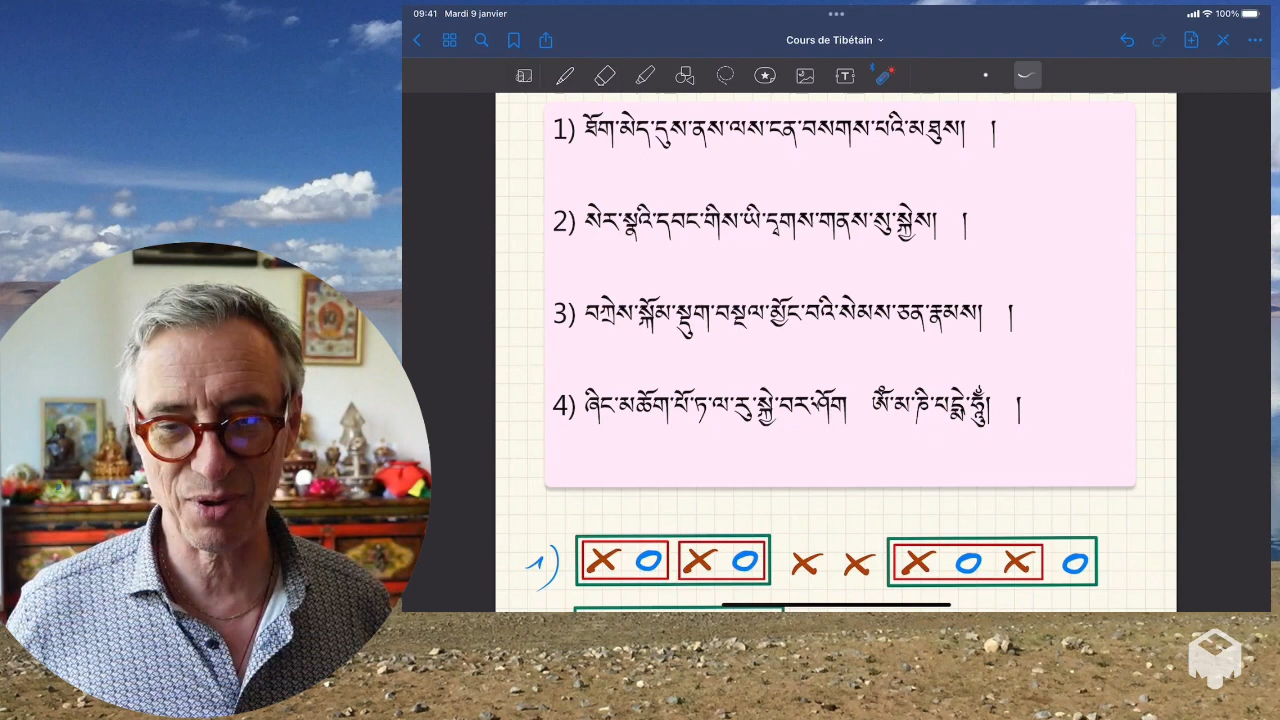 09:41 Mardi 9 janvier
100%
Cours de Tibétain
1) ཐོག་མེད་དུས་ནས་ལས་ངན་བསགས་པའི་མཐུས། །
2) སེར་སྣའི་དབང་གིས་ཡི་དྭགས་གནས་སུ་སྐྱེས། །
3) བཀྲེས་སྐོམ་སྡུག་བསྔལ་མྱོང་བའི་སེམས་ཅན་རྣམས། །
4) ཞིང་མཆོག་པོ་ཏ་ལ་རུ་སྐྱེ་བར་ཤོག ཨོཾ་མ་ཎི་པདྨེ་ཧཱུྃ། །
1) X O X O X X X O X O